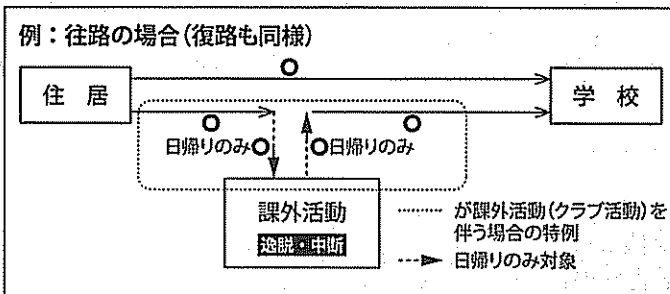 例：往路の場合（復路も同様）
○
住居
学校
○
○
日帰りのみ○
○日帰りのみ
課外活動
逸脱・中断
が課外活動（クラブ活動）を
伴う場合の特例
日帰りのみ対象